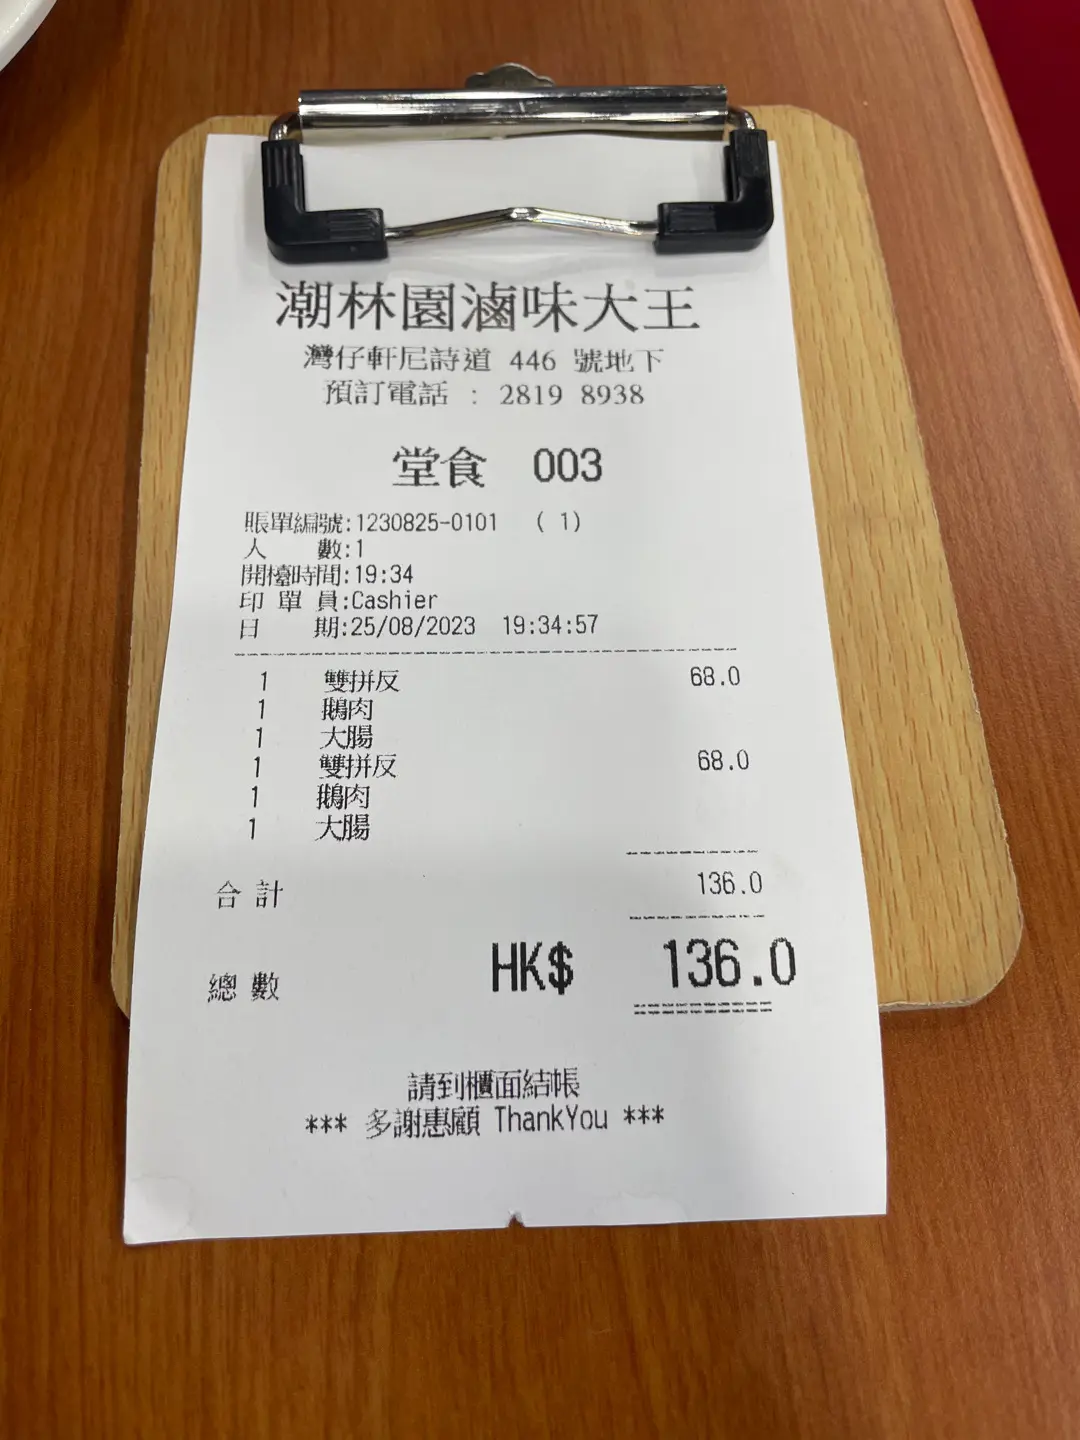 潮林園滷味大王
灣仔軒尼詩道 446 號地下
預訂電話 : 2819 8938
堂食 003
賬單編號:1230825-0101 ( 1)
人 數:1
開檯時間:19:34
印 單 員:Cashier
日 期:25/08/2023 19:34:57
1 雙拼反 68.0
1 鵝肉
1 大腸
1 雙拼反 68.0
1 鵝肉
1 大腸
合 計 136.0
總 數 HK$ 136.0
請到櫃面結帳
*** 多謝惠顧 ThankYou ***